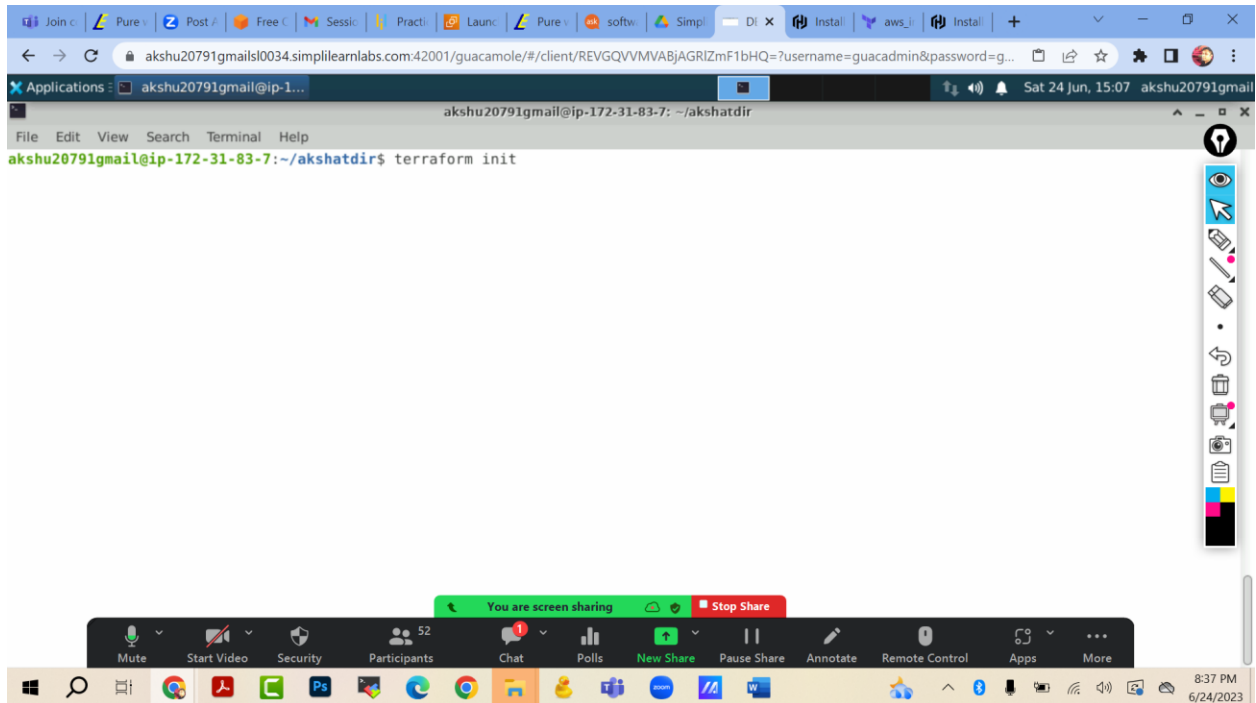 Join c Pure v Post A Free C Sessio Practi Launc Pure v softw Simpl DI Install aws_i Install
akshu20791gmailsl0034.simplilearnlabs.com:42001/guacamole/#/client/REVGQVVMVABjAGRlZmF1bHQ=?username=guacadmin&password=g...
Applications akshu20791gmail@ip-1... Sat 24 Jun, 15:07 akshu20791gmail
akshu20791gmail@ip-172-31-83-7: ~/akshatdir
File Edit View Search Terminal Help
akshu20791gmail@ip-172-31-83-7:~/akshatdir$ terraform init
You are screen sharing Stop Share
52 1
Mute Start Video Security Participants Chat Polls New Share Pause Share Annotate Remote Control Apps More
Ps zoom W
8:37 PM
6/24/2023